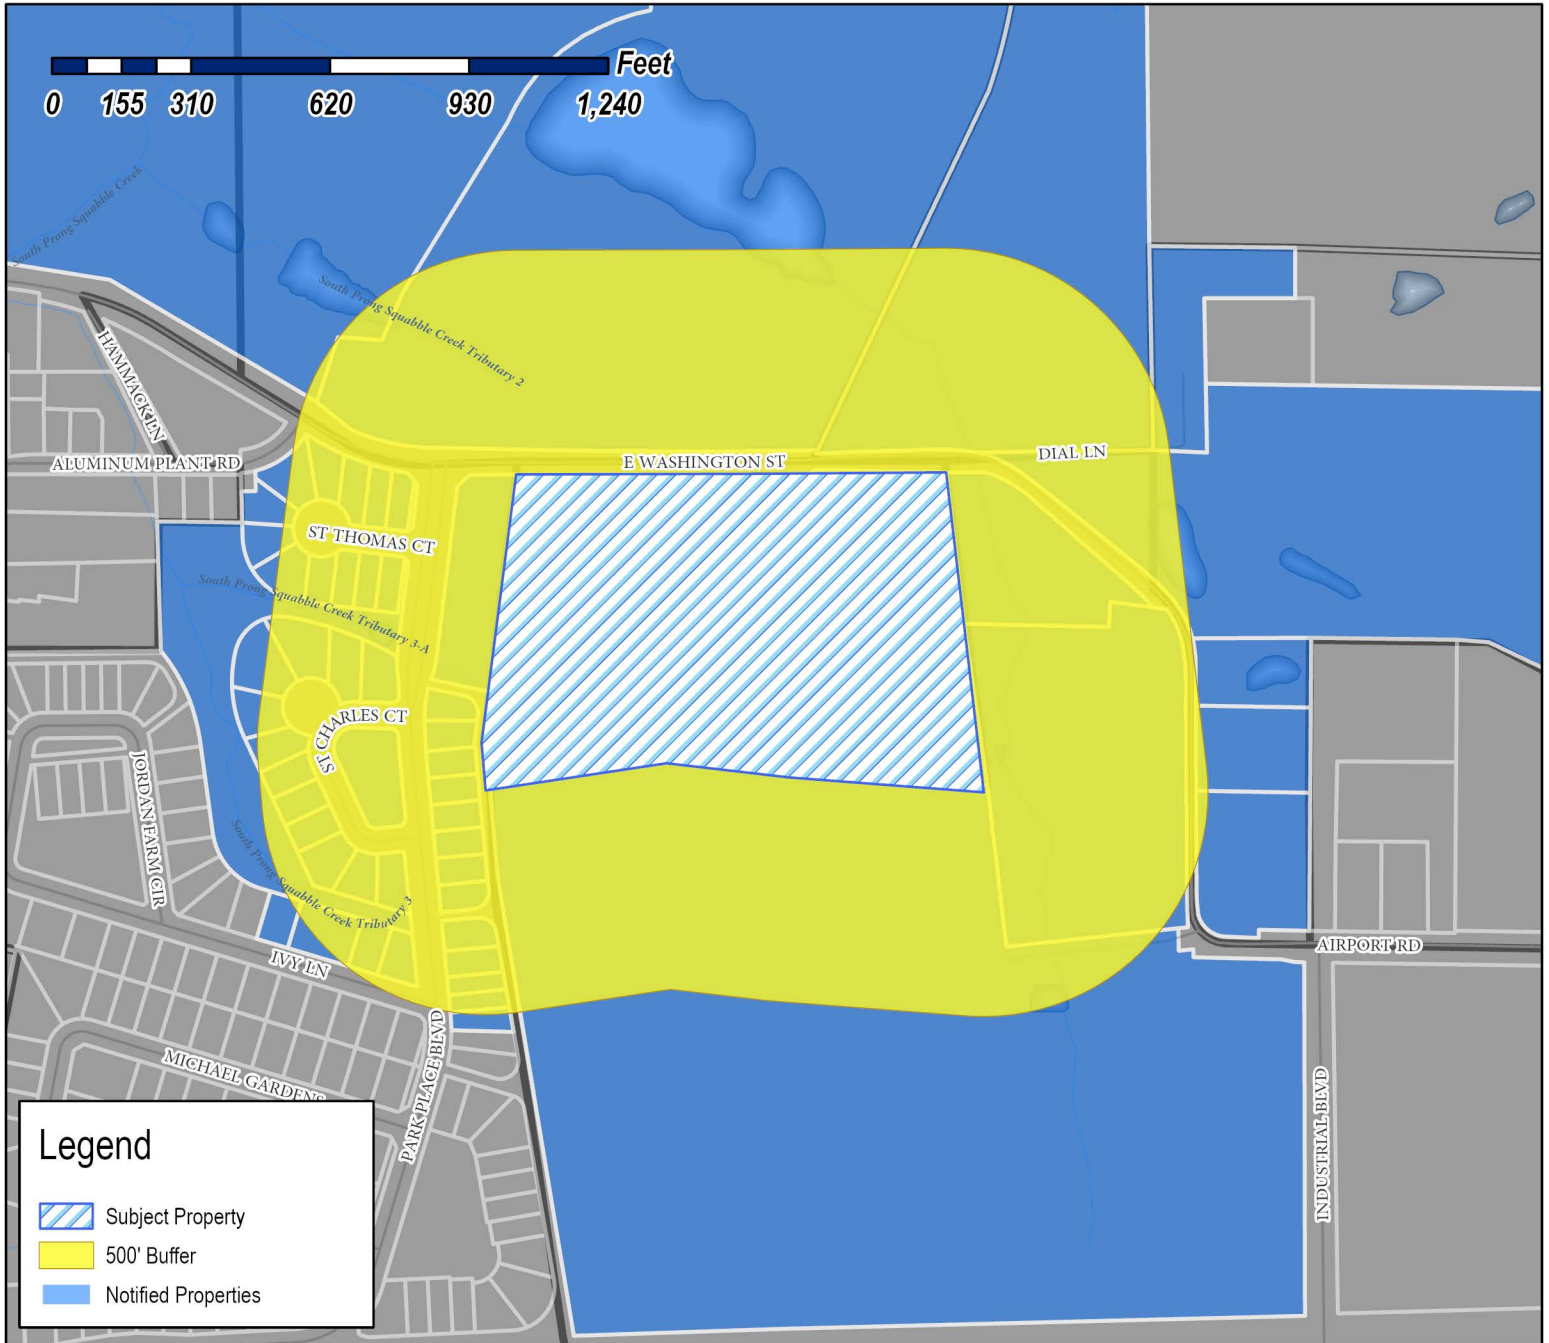 Feet
0 155 310 620 930 1,240
South Prong Squabble Creek
South Prong Squabble Creek Tributary 2
HAMMACK LN
ALUMINUM PLANT RD
E WASHINGTON ST
DIAL LN
ST THOMAS CT
South Prong Squabble Creek Tributary 3-A
ST CHARLES CT
JORDAN FARM CIR
South Prong Squabble Creek Tributary 3
IVY LN
AIRPORT RD
MICHAEL GARDENS
PARK PLACE BLVD
INDUSTRIAL BLVD
Legend
Subject Property
500' Buffer
Notified Properties